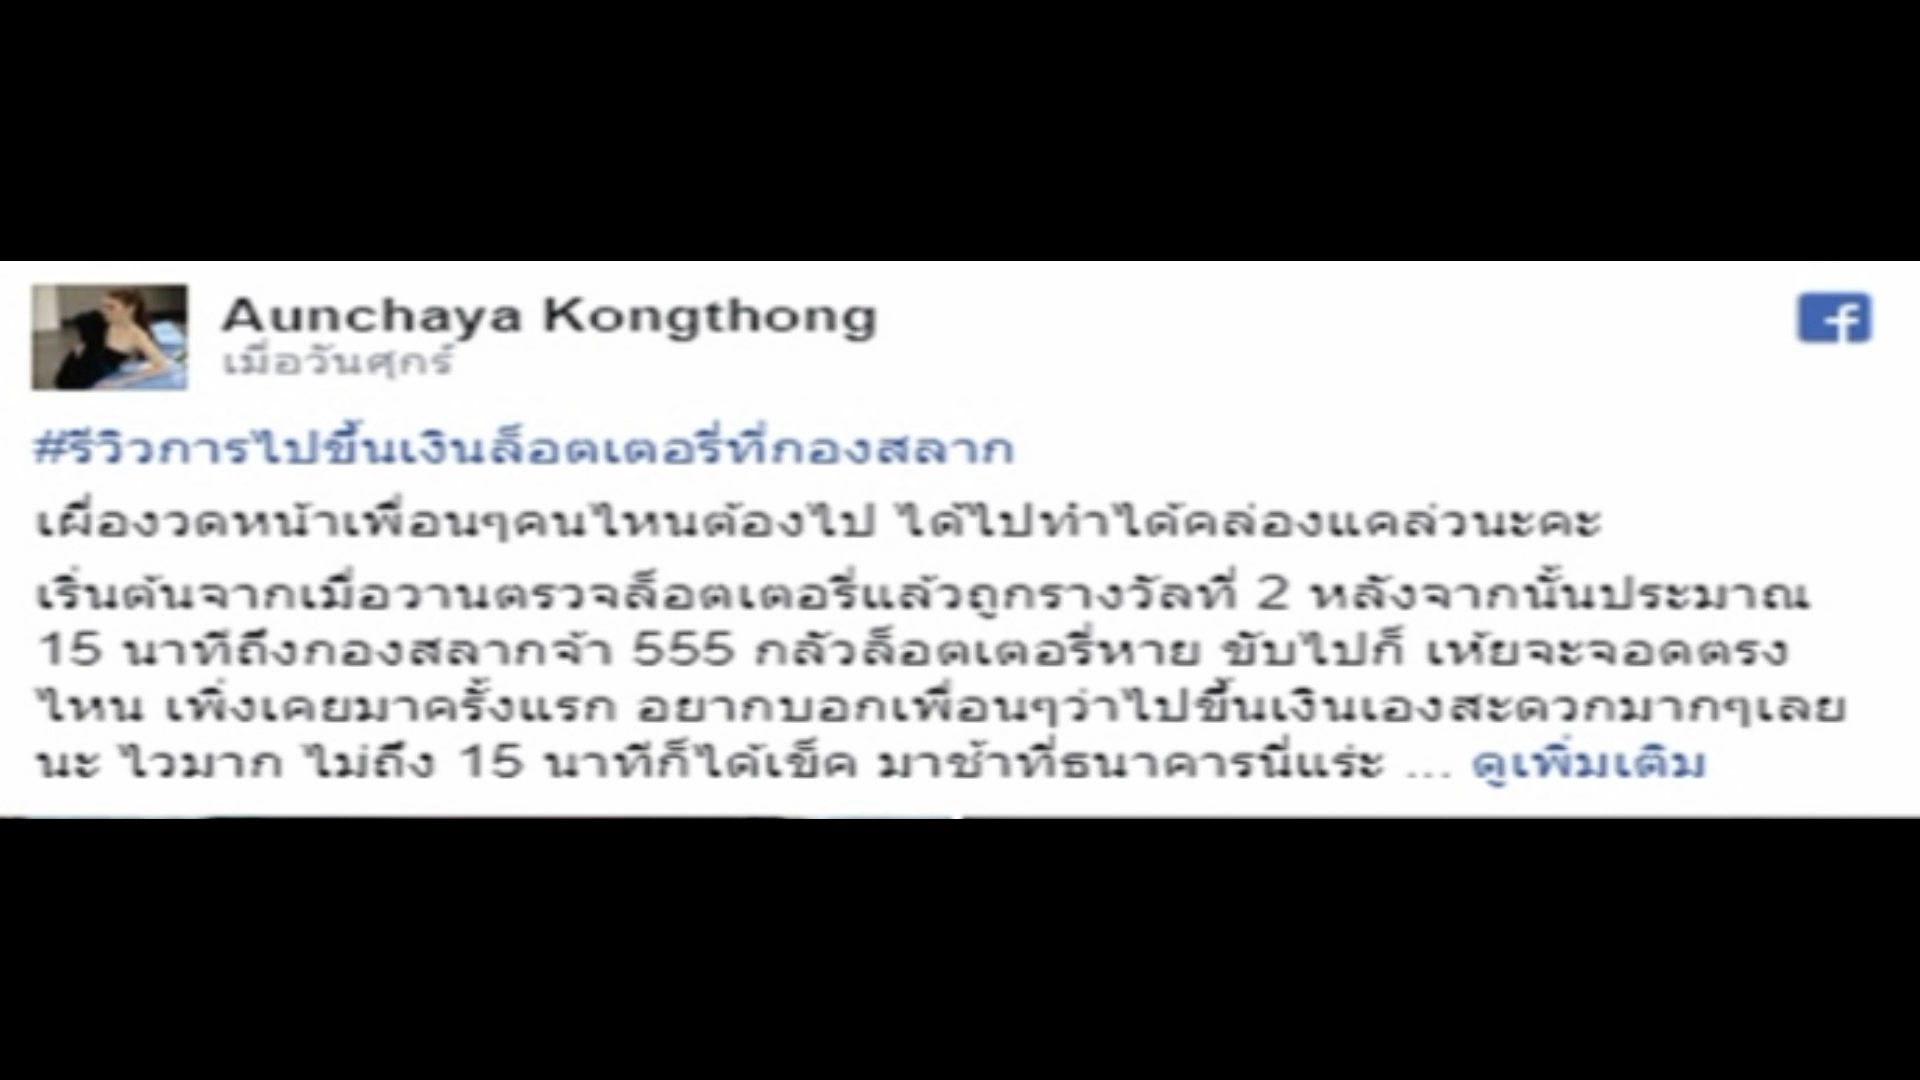 Aunchaya Kongthong
เมื่อวันศุกร์
#รีวิวการไปขึ้นเงินล็อตเตอรี่ที่กองสลาก
เผื่องวดหน้าเพื่อนๆคนไหนต้องไป ได้ไปทำได้คล่องแคล่วนะคะ
เริ่นต้นจากเมื่อวานตรวจล็อตเตอรี่แล้วถูกรางวัลที่ 2 หลังจากนั้นประมาณ
15 นาทีถึงกองสลากจ้า 555 กลัวล็อตเตอรี่หาย ขับไปก็ เห้ยจะจอดตรง
ไหน เพิ่งเคยมาครั้งแรก อยากบอกเพื่อนๆว่าไปขึ้นเงินเองสะดวกมากๆเลย
นะ ไวมาก ไม่ถึง 15 นาทีก็ได้เช็ค มาช้าที่ธนาคารนี่แร่ะ ... ดูเพิ่มเติม